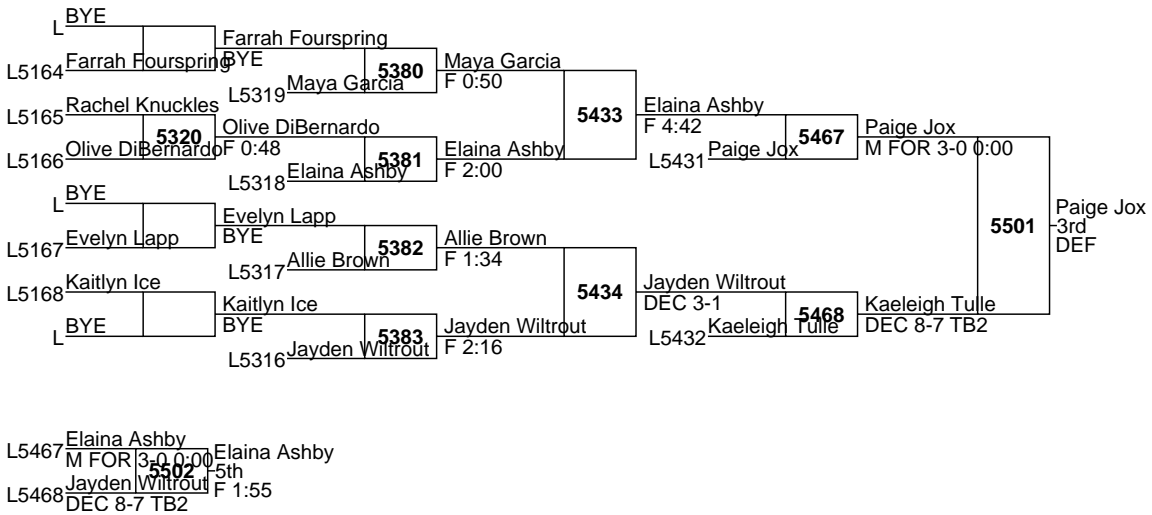 BYE
L
Farrah Fourspring
L5164 Farrah Fourspring
BYE
5380
Maya Garcia
F 0:50
L5319 Maya Garcia
L5165 Rachel Knuckles
5320
L5166 Olive DiBernardo
Olive DiBernardo
F 0:48
5381
L5318 Elaina Ashby
Elaina Ashby
F 2:00
5433
Elaina Ashby
F 4:42
L5431 Paige Jox
5467
Paige Jox
M FOR 3-0 0:00
BYE
L
Evelyn Lapp
L5167 Evelyn Lapp
BYE
5382
L5317 Allie Brown
Allie Brown
F 1:34
L5168 Kaitlyn Ice
BYE
L
Kaitlyn Ice
BYE
5383
L5316 Jayden Wiltrout
Jayden Wiltrout
F 2:16
5434
Jayden Wiltrout
DEC 3-1
L5432 Kaeleigh Tulle
5468
Kaeleigh Tulle
DEC 8-7 TB2
5501
Paige Jox
3rd
DEF
L5467 Elaina Ashby
M FOR 3-0 0:00
5502
L5468 Jayden Wiltrout
DEC 8-7 TB2
Elaina Ashby
5th
F 1:55